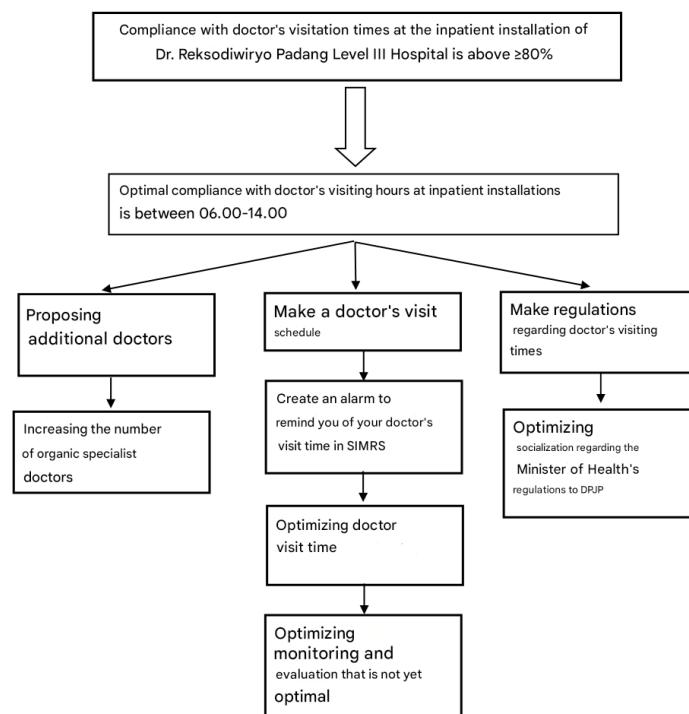 Compliance with doctor's visitation times at the inpatient installation of
Dr. Reksodiwiryo Padang Level III Hospital is above ≥80%
Optimal compliance with doctor's visiting hours at inpatient installations
is between 06.00-14.00
Proposing
additional doctors
Increasing the number
of organic specialist
doctors
Make a doctor's visit
schedule
Create an alarm to
remind you of your doctor's
visit time in SIMRS
Optimizing doctor
visit time
Optimizing
monitoring and
evaluation that is not yet
optimal
Make regulations
regarding doctor's visiting
times
Optimizing
socialization regarding the
Minister of Health's
regulations to DPJP